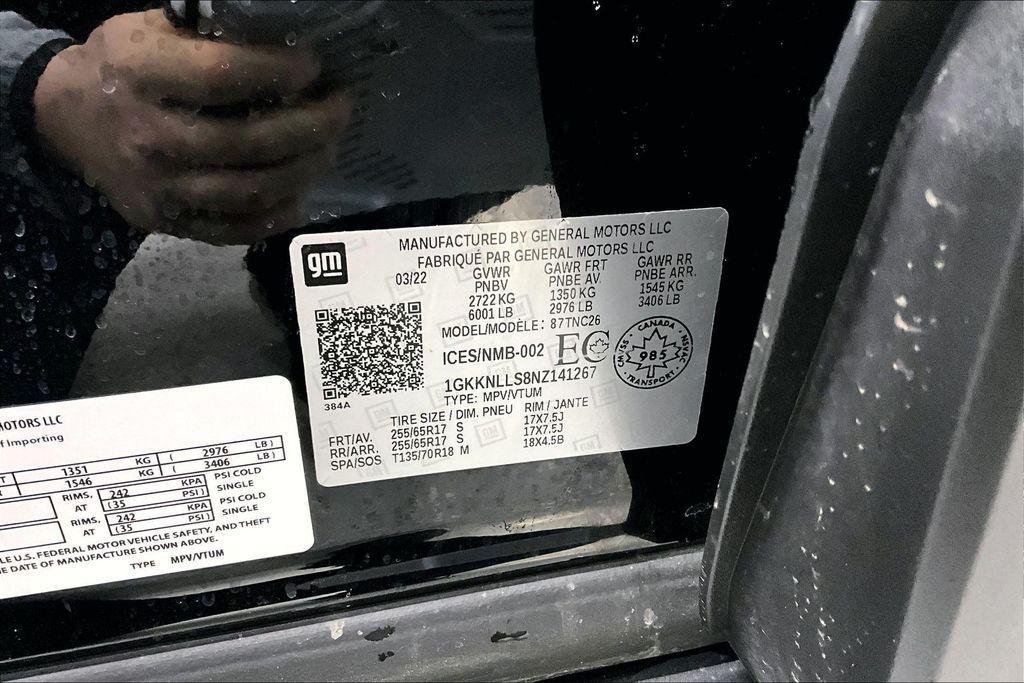 gm
MANUFACTURED BY GENERAL MOTORS LLC
FABRIQUÉ PAR GENERAL MOTORS LLC
03/22
GVWR GAWR FRT GAWR RR
PNBV PNBE AV. PNBE ARR.
2722 KG 1350 KG 1545 KG
6001 LB 2976 LB 3406 LB
MODEL/MODÈLE: 87TNC26
ICES/NMB-002 EC
CANADA
985
TRANSPORT
1GKKNLLS8NZ141267
TYPE: MPV/VTUM
384A
TIRE SIZE / DIM. PNEU RIM / JANTE
FRT/AV. 255/65R17 S 17X7.5J
RR/ARR. 255/65R17 S 17X7.5J
SPA/SOS T135/70R18 M 18X4.5B
MOTORS LLC
f Importing
T 1351 KG ( 2976 LB )
1546 KG ( 3406 LB )
RIMS, 242 KPA PSI COLD
AT (35 PSI) SINGLE
RIMS, 242 KPA PSI COLD
AT (35 PSI) SINGLE
LE U.S. FEDERAL MOTOR VEHICLE SAFETY, AND THEFT
E DATE OF MANUFACTURE SHOWN ABOVE.
TYPE MPV/VTUM